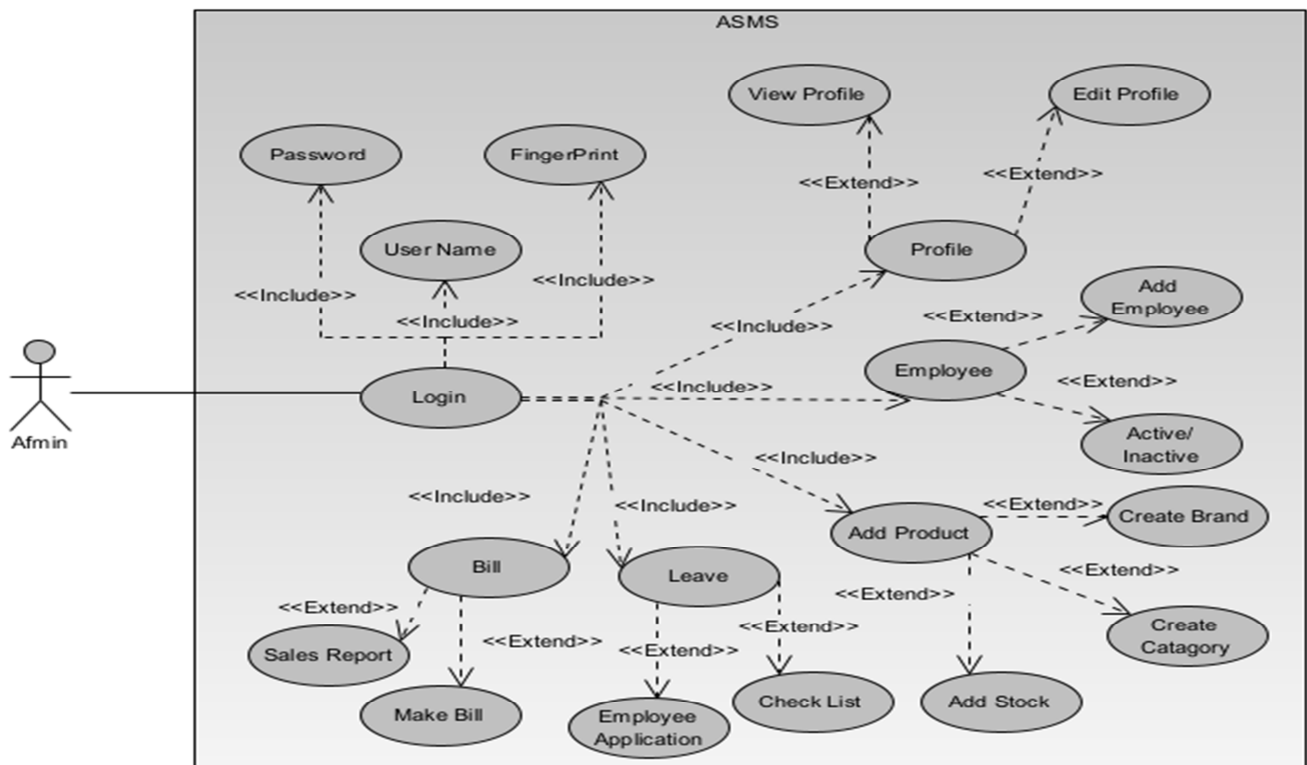 ASMS
View Profile
Edit Profile
Password
FingerPrint
<<Extend>>
<<Extend>>
User Name
Profile
<<Include>>
<<Include>>
<<Include>>
<<Include>>
Add
Employee
<<Extend>>
Employee
<<Include>>
<<Extend>>
Login
Afmin
Active/
Inactive
<<Include>>
<<Include>>
<<Include>>
<<Extend>>
Create Brand
Add Product
Bill
Leave
<<Extend>>
<<Extend>>
<<Extend>>
<<Extend>>
<<Extend>>
<<Extend>>
Create
Catagory
Sales Report
Make Bill
Employee
Application
Check List
Add Stock